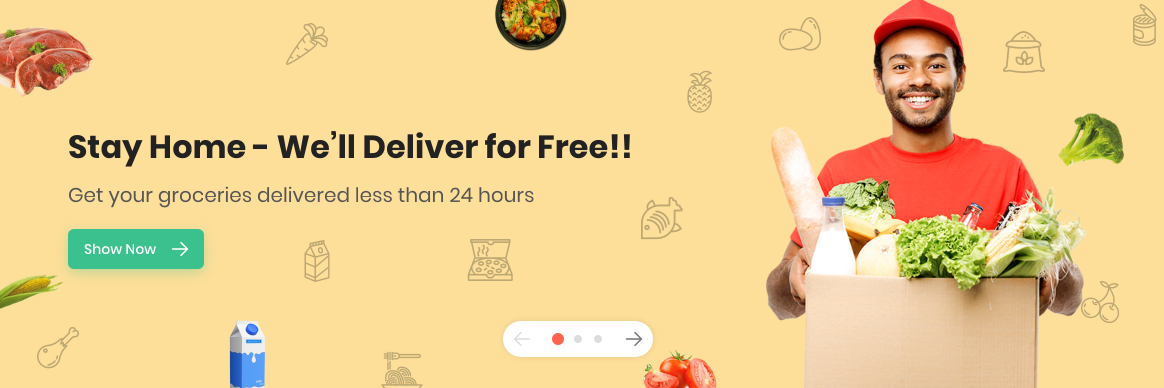 Stay Home - We’ll Deliver for Free!!
Get your groceries delivered less than 24 hours
Show Now